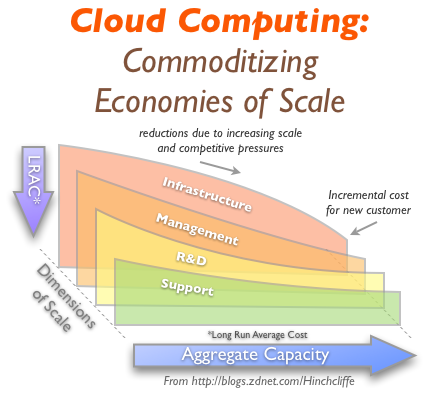 Cloud Computing:
Commoditizing
Economies of Scale
reductions due to increasing scale
and competitive pressures
LRAC*
Infrastructure
Incremental cost
for new customer
Management
R&D
Support
Dimensions
of Scale
*Long Run Average Cost
Aggregate Capacity
From http://blogs.zdnet.com/Hinchcliffe